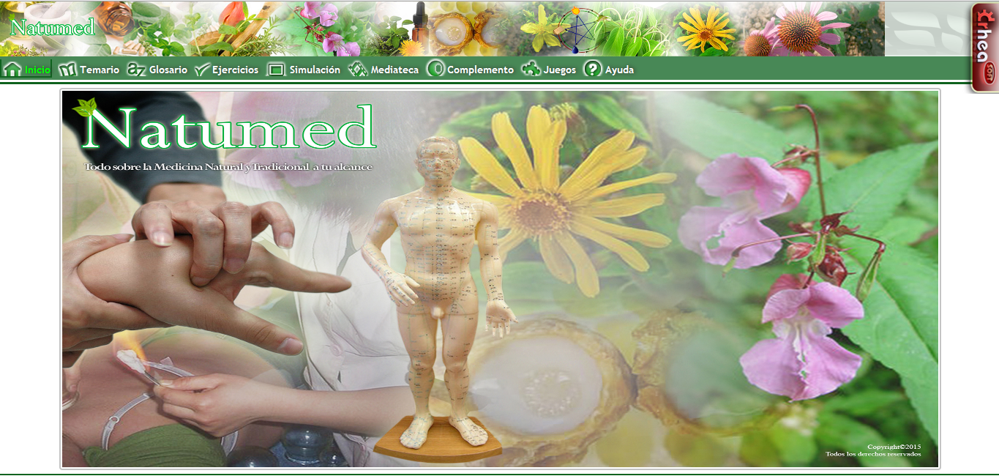 Natumed
Inicio Temario Glosario Ejercicios Simulación Mediateca Complemento Juegos Ayuda
rhea
SOFT
Natumed
Todo sobre la Medicina Natural y Tradicional a tu alcance
Copyright©2015
Todos los derechos reservados